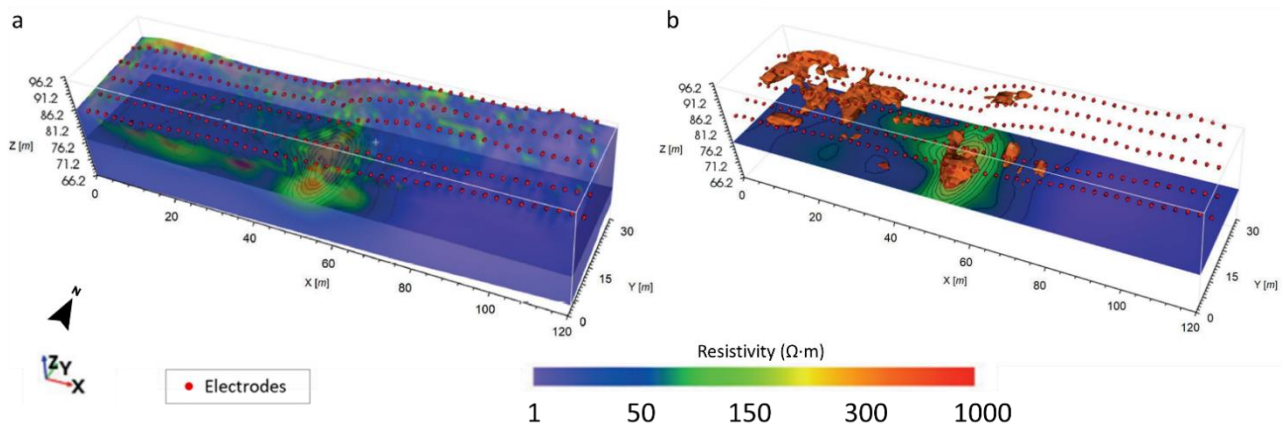 a
96.2
91.2
86.2
81.2
76.2
71.2
66.2
Z [m]
0
20
40
60
80
100
120
X [m]
0
15
30
Y [m]
b
96.2
91.2
86.2
81.2
76.2
71.2
66.2
Z [m]
0
20
40
60
80
100
120
X [m]
0
15
30
Y [m]
N
Z
Y
X
Electrodes
Resistivity (Ω·m)
1 50 150 300 1000